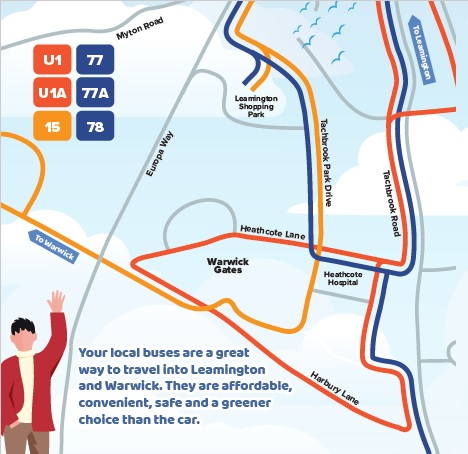 Myton Road
To Leamington
U1 77
U1A 77A
15 78
Leamington
Shopping
Park
Europa Way
Tachbrook Park Drive
Tachbrook Road
To Warwick
Heathcote Lane
Warwick
Gates
Heathcote
Hospital
Harbury Lane
Your local buses are a great
way to travel into Leamington
and Warwick. They are affordable,
convenient, safe and a greener
choice than the car.